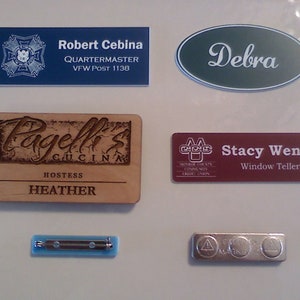 Robert Cebina
QUARTERMASTER
VFW POST 1138
Debra
Pagelli's
CUCINA
HOSTESS
HEATHER
Stacy Wen
Window Teller